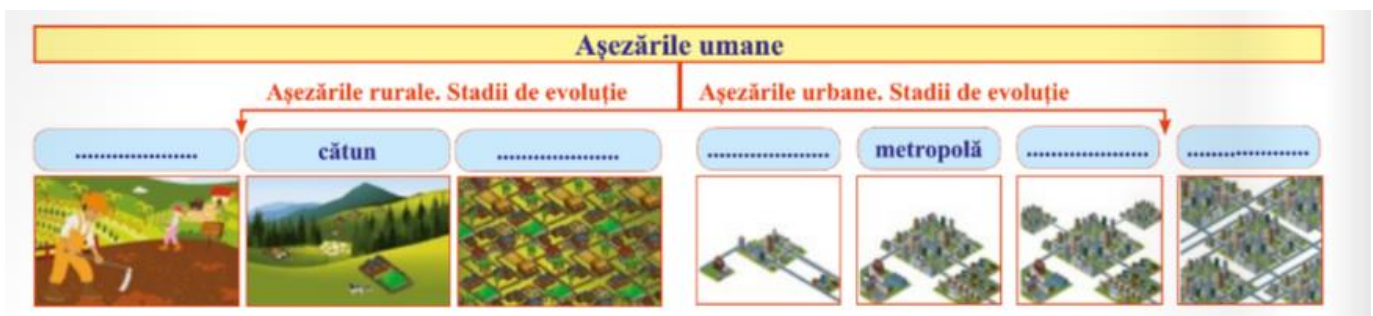 Așezările umane
Așezările rurale. Stadii de evoluție
Așezările urbane. Stadii de evoluție
.................... cătun ....................
.................... metropolă .................... ....................